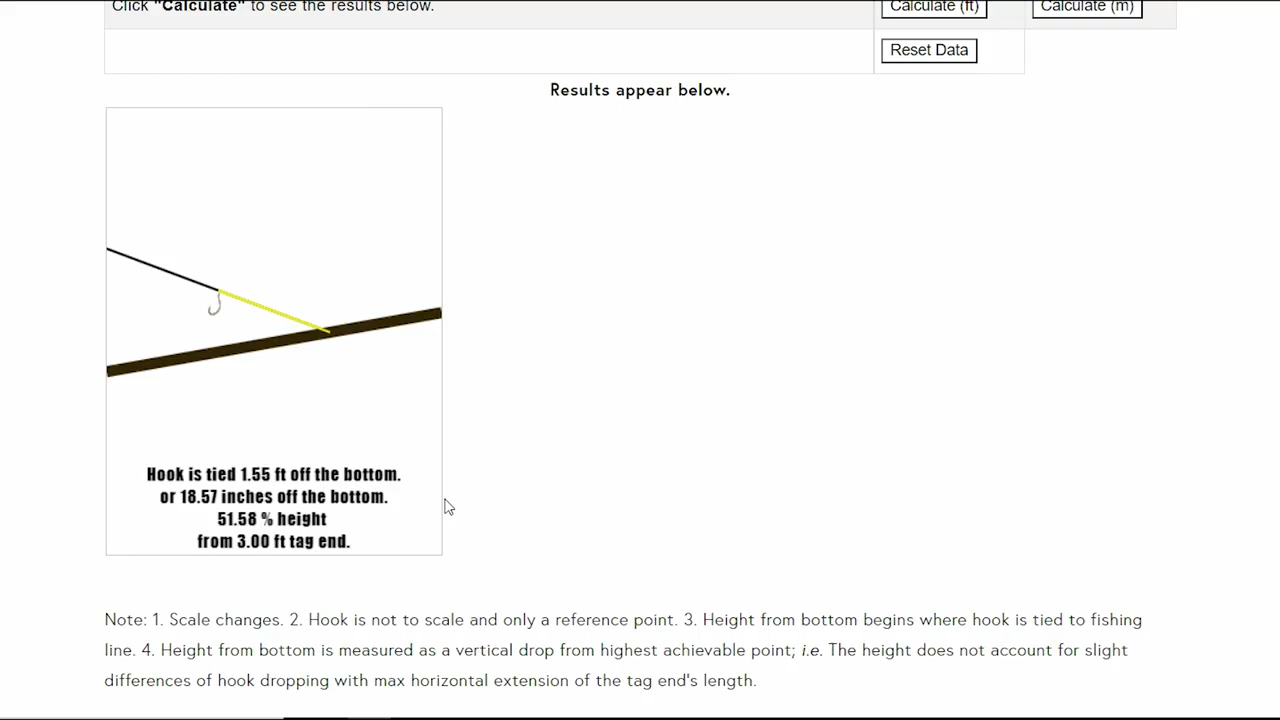 Click "Calculate" to see the results below.
Calculate (ft)
Calculate (m)
Reset Data
Results appear below.
Hook is tied 1.55 ft off the bottom.
or 18.57 inches off the bottom.
51.58 % height
from 3.00 ft tag end.
Note: 1. Scale changes. 2. Hook is not to scale and only a reference point. 3. Height from bottom begins where hook is tied to fishing
line. 4. Height from bottom is measured as a vertical drop from highest achievable point; i.e. The height does not account for slight
differences of hook dropping with max horizontal extension of the tag end's length.